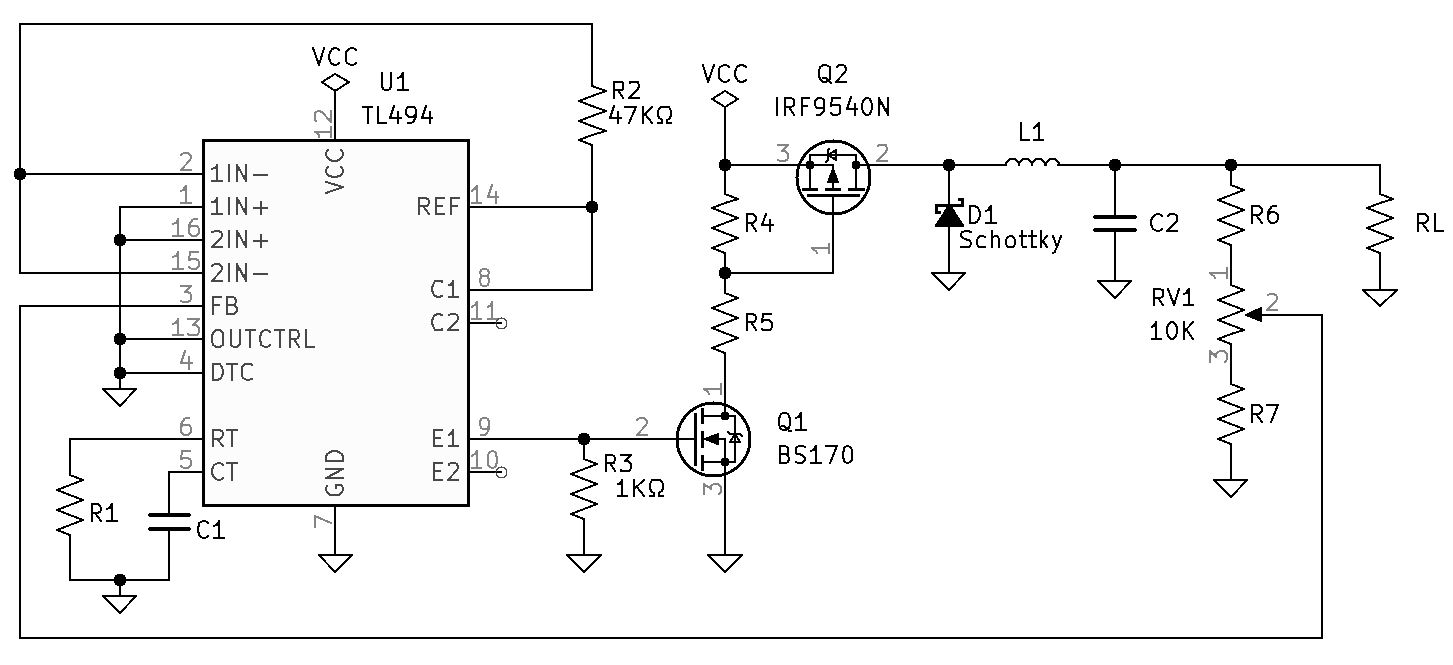 VCC
U1
TL494
12
VCC
2
1IN-
1
1IN+
16
2IN+
15
2IN-
3
FB
13
OUTCTRL
4
DTC
6
RT
5
CT
GND
7
REF
14
C1
8
C2
11
E1
9
E2
10
R1
C1
R2
47KΩ
R3
1KΩ
VCC
Q2
IRF9540N
3
2
1
R4
R5
1
2
3
Q1
BS170
D1
Schottky
L1
C2
R6
1
RV1
10K
2
3
R7
RL